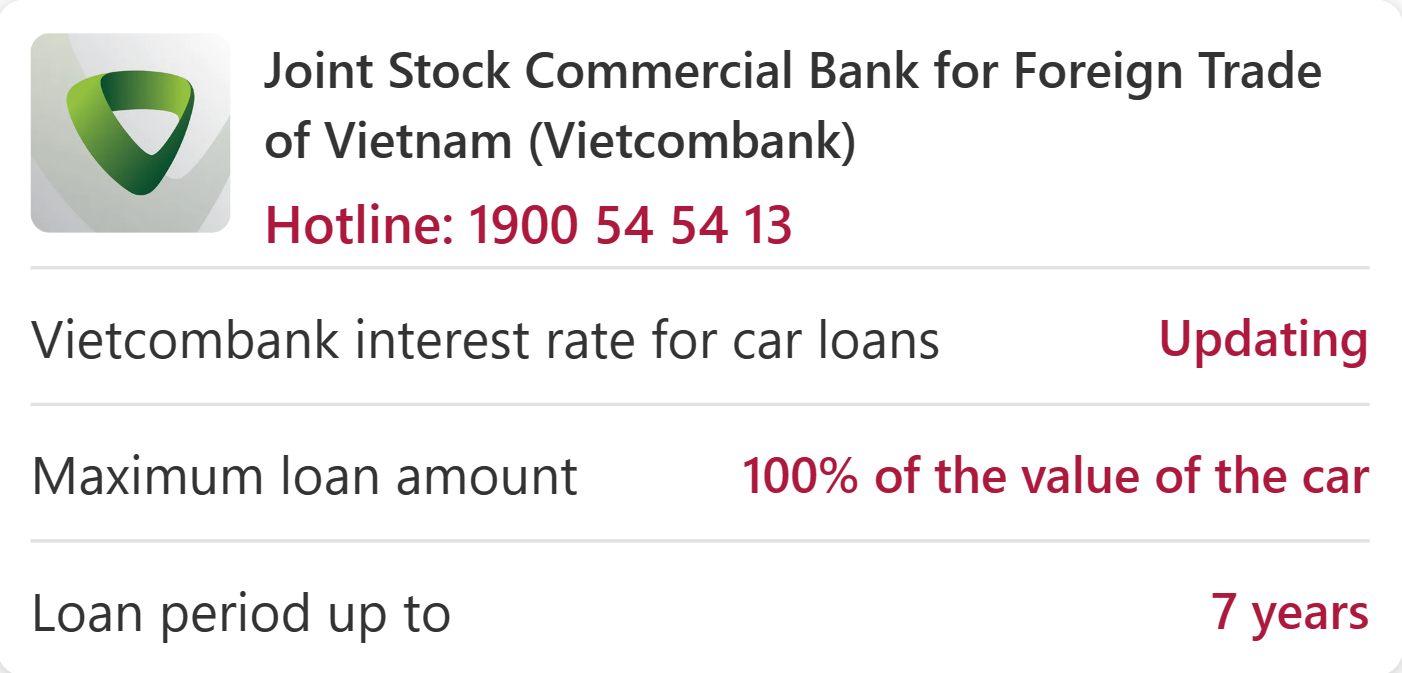 Joint Stock Commercial Bank for Foreign Trade
of Vietnam (Vietcombank)
Hotline: 1900 54 54 13
Vietcombank interest rate for car loans Updating
Maximum loan amount 100% of the value of the car
Loan period up to 7 years